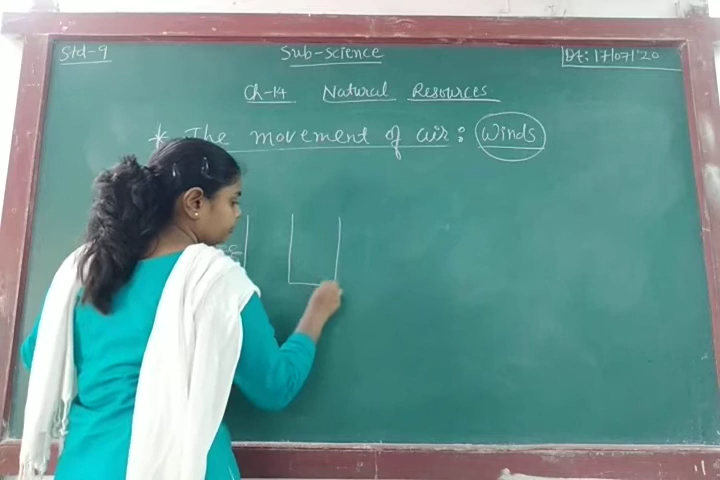 Std-9 Sub-science Dt: 17/07/'20
Ch-14 Natural Resources
* The movement of air: Winds